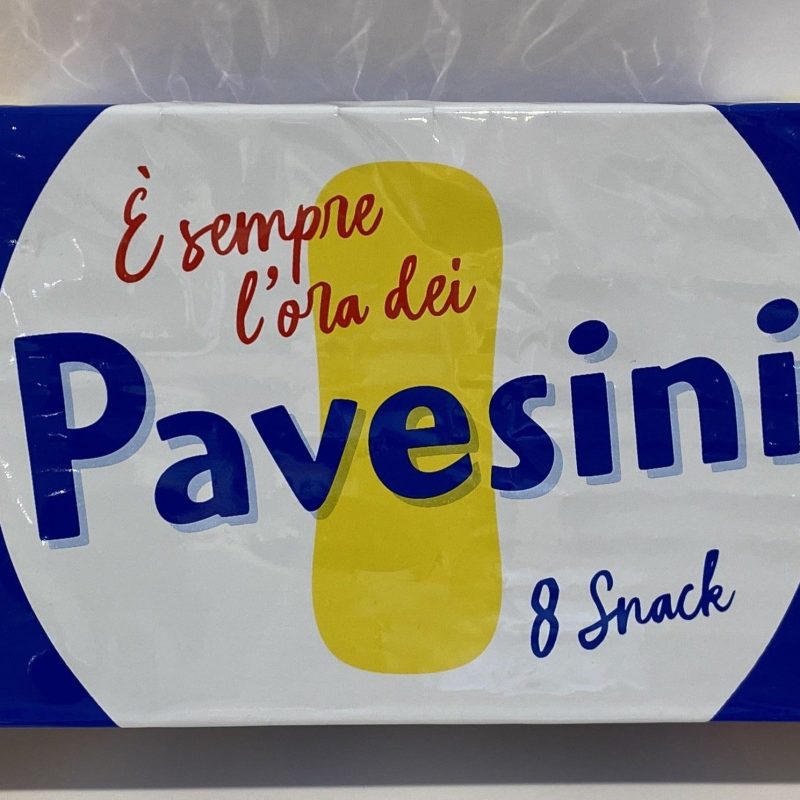 È sempre
l'ora dei
Pavesini
8 Snack